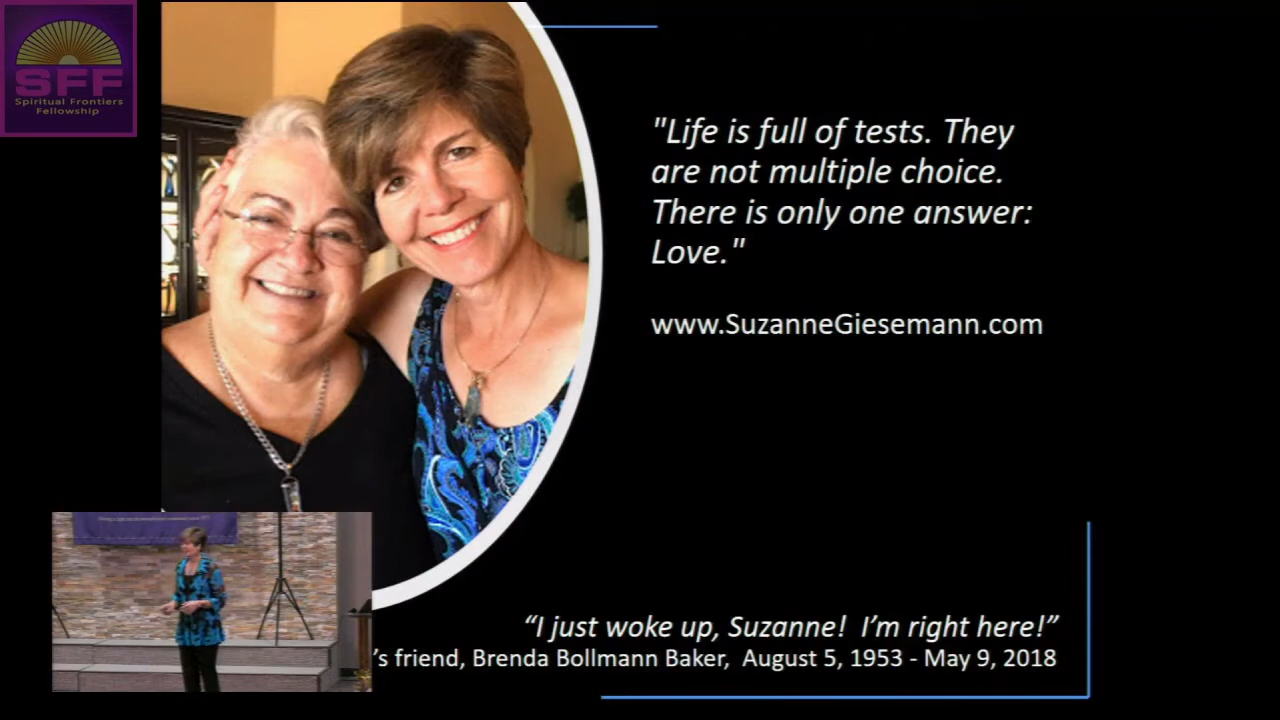 SFF
Spiritual Frontiers
Fellowship
"Life is full of tests. They
are not multiple choice.
There is only one answer:
Love."
www.SuzanneGiesemann.com
“I just woke up, Suzanne! I’m right here!”
’s friend, Brenda Bollmann Baker, August 5, 1953 - May 9, 2018